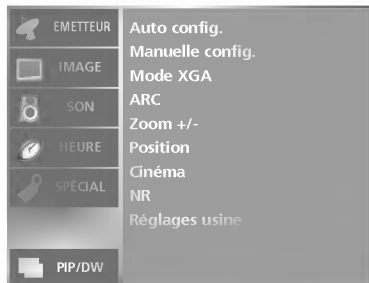 EMETTEUR
IMAGE
SON
HEURE
SPÉCIAL
PIP/DW
Auto config.
Manuelle config.
Mode XGA
ARC
Zoom +/-
Position
Cinéma
NR
Réglages usine